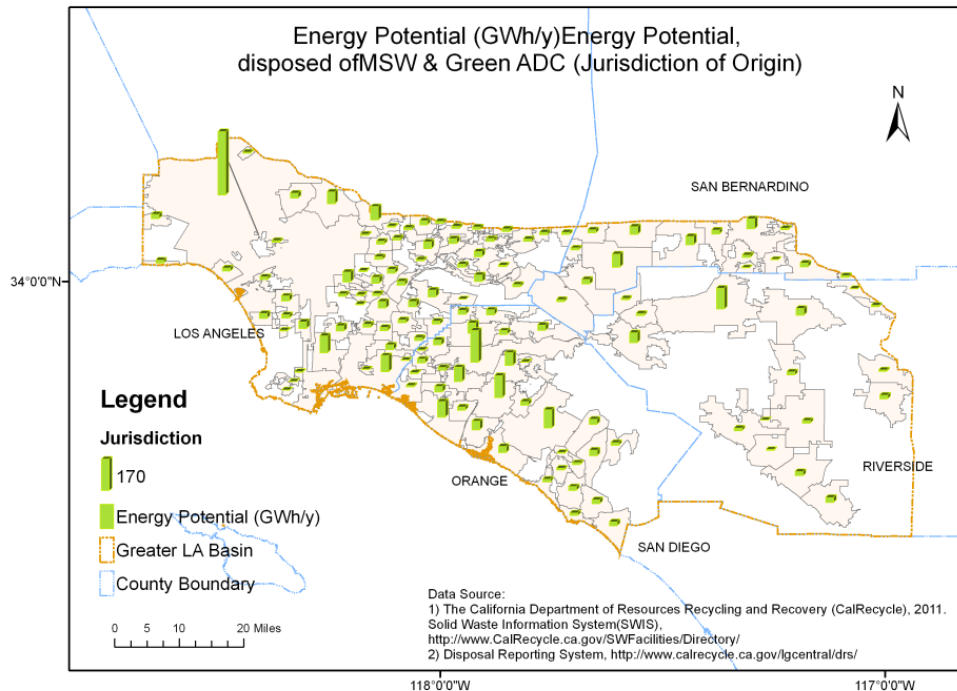 Energy Potential (GWh/y)Energy Potential,
disposed ofMSW & Green ADC (Jurisdiction of Origin)
N
SAN BERNARDINO
34°0'0"N
LOS ANGELES
Legend
Jurisdiction
170
Energy Potential (GWh/y)
Greater LA Basin
County Boundary
0 5 10 20 Miles
ORANGE
RIVERSIDE
SAN DIEGO
Data Source:
1) The California Department of Resources Recycling and Recovery (CalRecycle), 2011.
Solid Waste Information System(SWIS),
http://www.CalRecycle.ca.gov/SWFacilities/Directory/
2) Disposal Reporting System, http://www.calrecycle.ca.gov/lgcentral/drs/
118°0'0"W
117°0'0"W